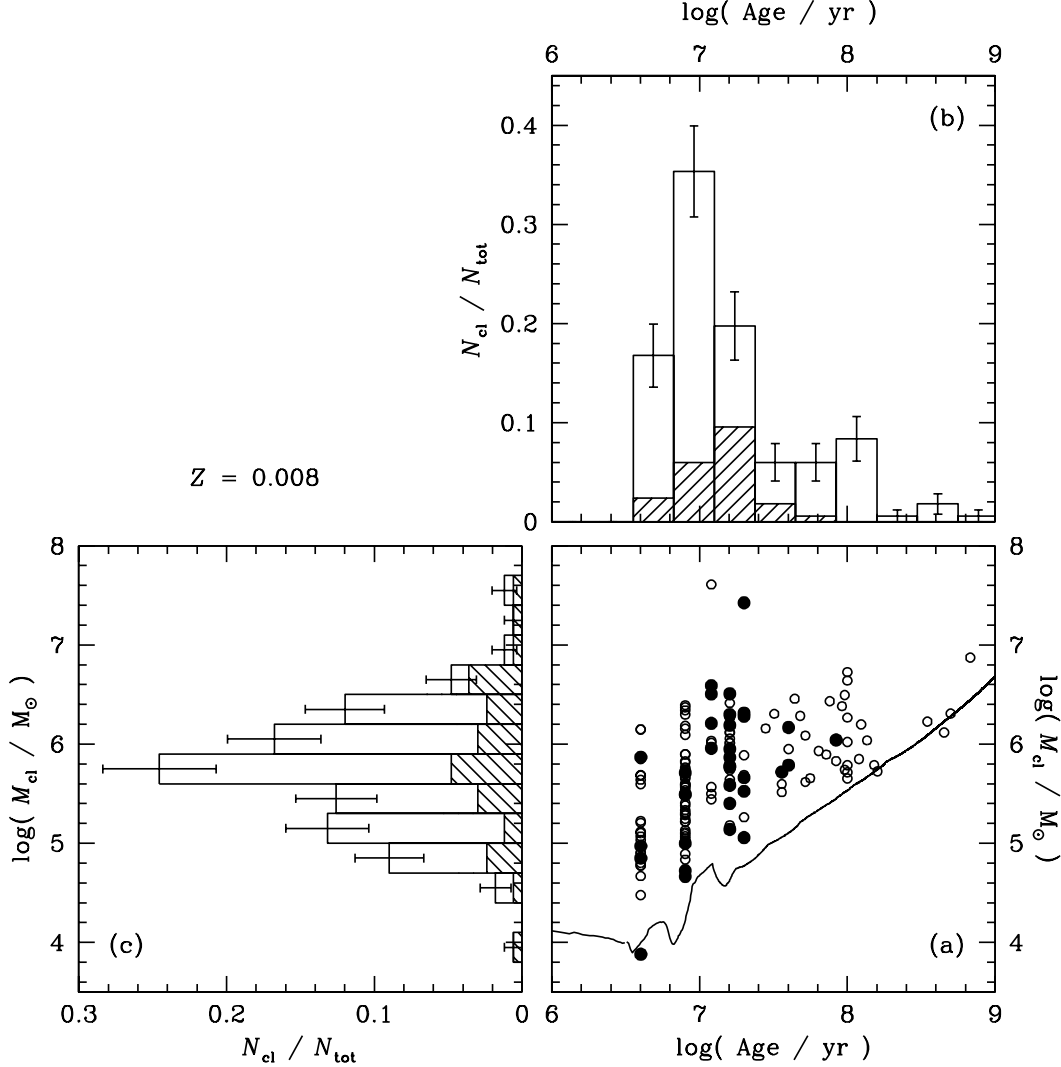 log( Age / yr )
6 7 8 9
(b)
0.4
0.3
0.2
0.1
0
N_cl / N_tot
Z = 0.008
8
7
6
5
4
log( M_cl / M_⊙ )
(c)
0.3 0.2 0.1 0
N_cl / N_tot
8
7
6
5
4
log( M_cl / M_⊙ )
(a)
6 7 8 9
log( Age / yr )